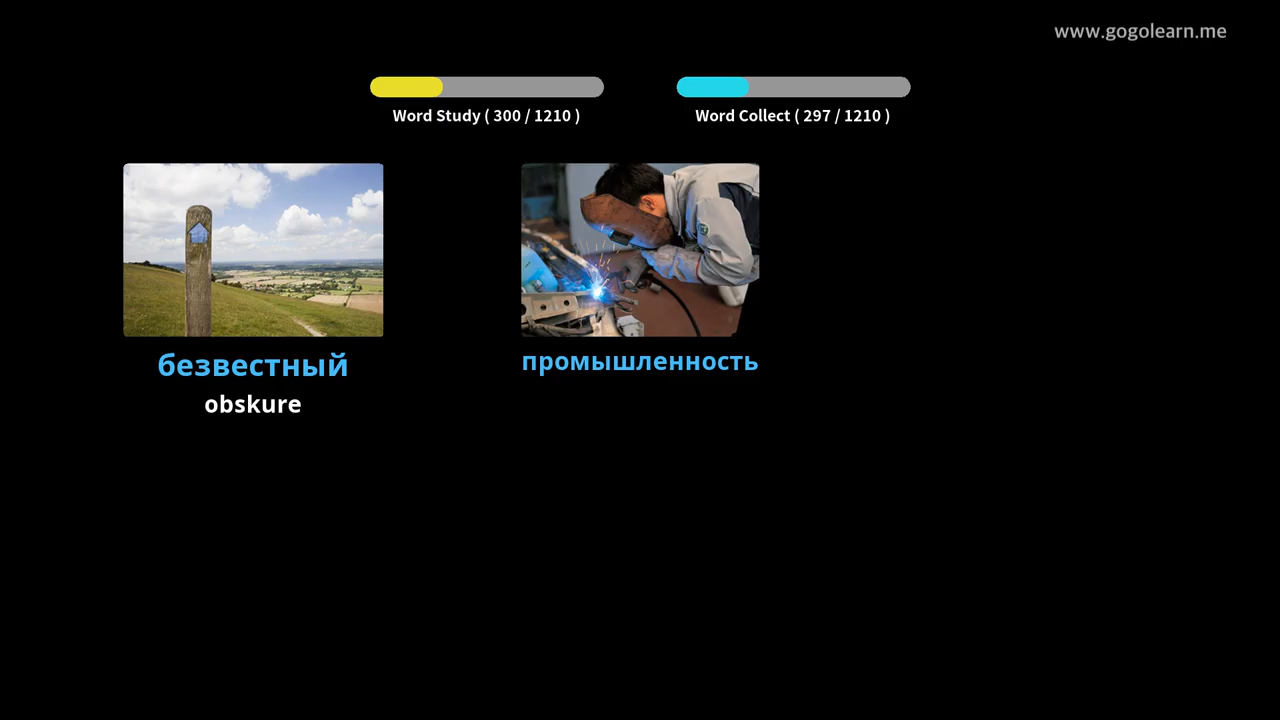 www.gogolearn.me
Word Study ( 300 / 1210 )
Word Collect ( 297 / 1210 )
безвестный
obskure
промышленность